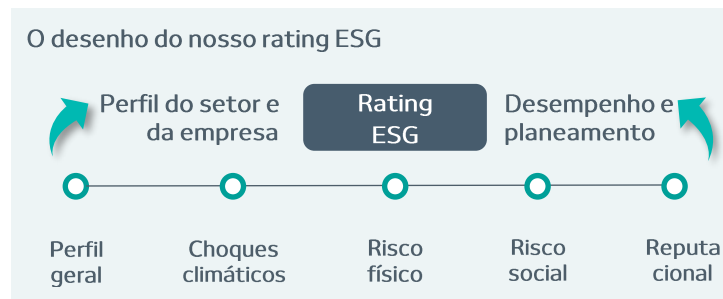 O desenho do nosso rating ESG
Perfil do setor e
da empresa
Rating
ESG
Desempenho e
planeamento
Perfil
geral
Choques
climáticos
Risco
físico
Risco
social
Reputa
cional